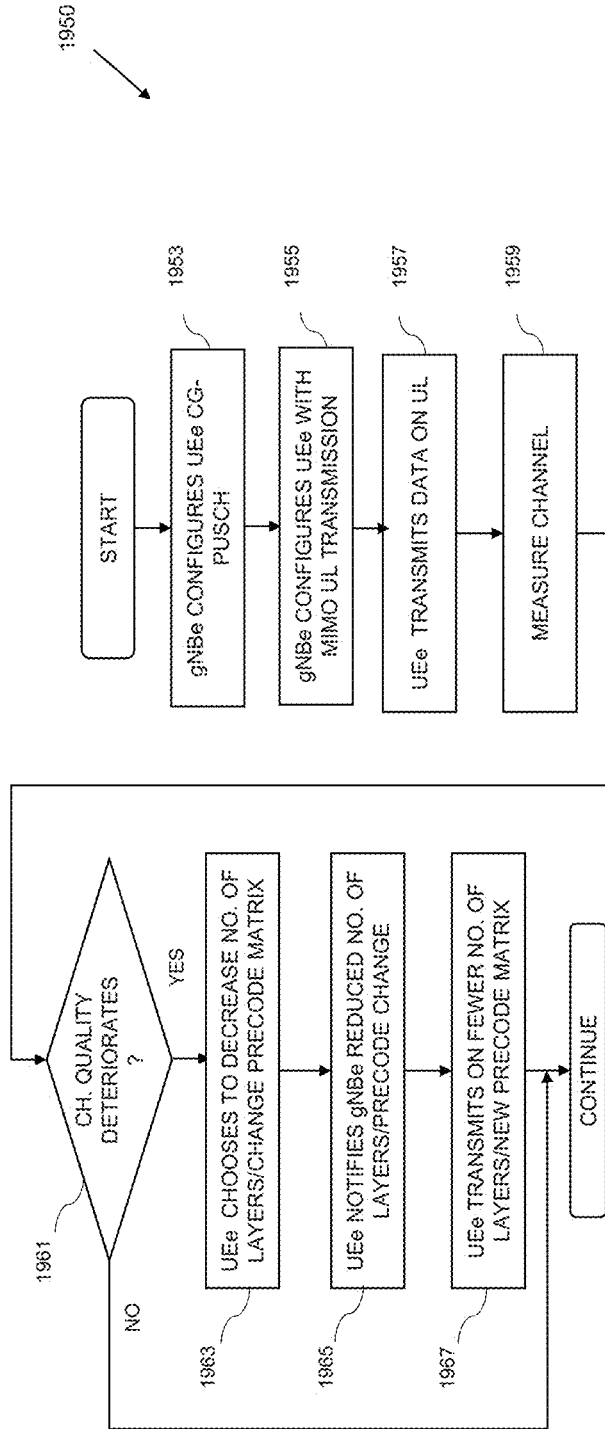 1950
START
1953
gNBe CONFIGURES UEe CG-
PUSCH
1955
gNBe CONFIGURES UEe WITH
MIMO UL TRANSMISSION
1957
UEe TRANSMITS DATA ON UL
1959
MEASURE CHANNEL
1961
CH. QUALITY
DETERIORATES
?
NO
YES
1963
UEe CHOOSES TO DECREASE NO. OF
LAYERS/CHANGE PRECODE MATRIX
1965
UEe NOTIFIES gNBe REDUCED NO. OF
LAYERS/PRECODE CHANGE
1967
UEe TRANSMITS ON FEWER NO. OF
LAYERS/NEW PRECODE MATRIX
CONTINUE